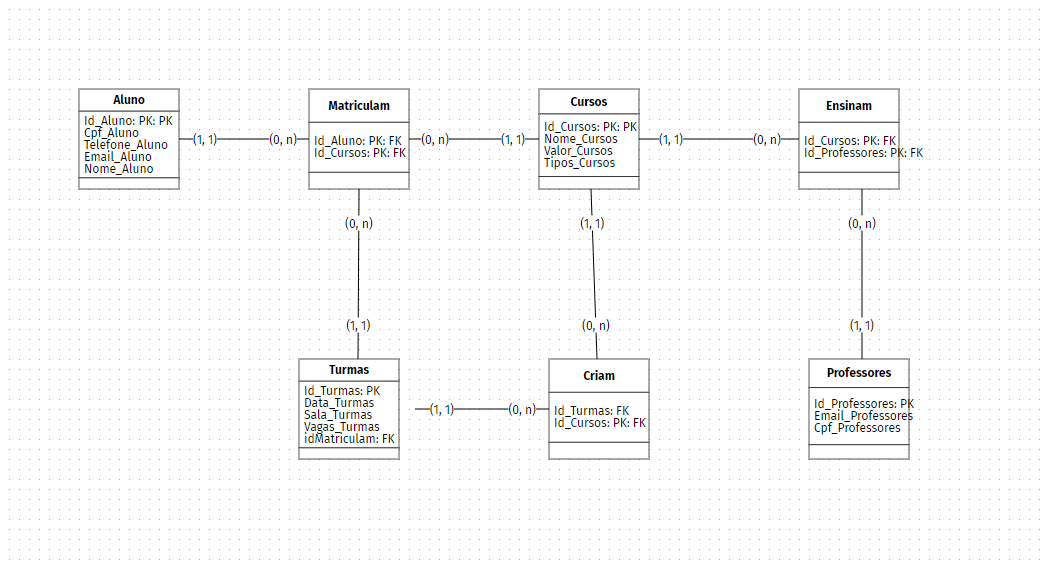 Aluno
Id_Aluno: PK: PK
Cpf_Aluno
Telefone_Aluno
Email_Aluno
Nome_Aluno
(1, 1)
(0, n)
Matriculam
Id_Aluno: PK: FK
Id_Cursos: PK: FK
(0, n)
(1, 1)
Cursos
Id_Cursos: PK: PK
Nome_Cursos
Valor_Cursos
Tipos_Cursos
(1, 1)
(0, n)
Ensinam
Id_Cursos: PK: FK
Id_Professores: PK: FK
(0, n)
(1, 1)
(0, n)
(1, 1)
(0, n)
(1, 1)
Turmas
Id_Turmas: PK
Data_Turmas
Sala_Turmas
Vagas_Turmas
idMatriculam: FK
(1, 1)
(0, n)
Criam
Id_Turmas: FK
Id_Cursos: PK: FK
Professores
Id_Professores: PK
Email_Professores
Cpf_Professores